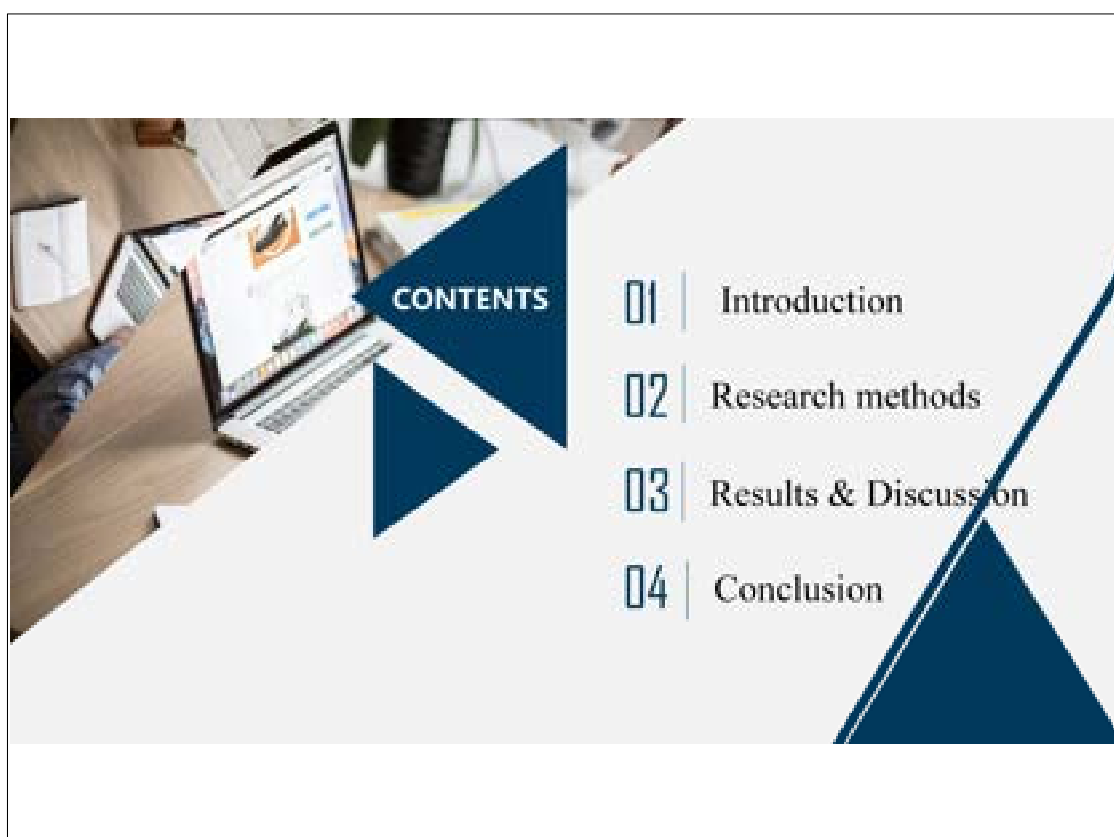 CONTENTS
01 Introduction
02 Research methods
03 Results & Discussion
04 Conclusion